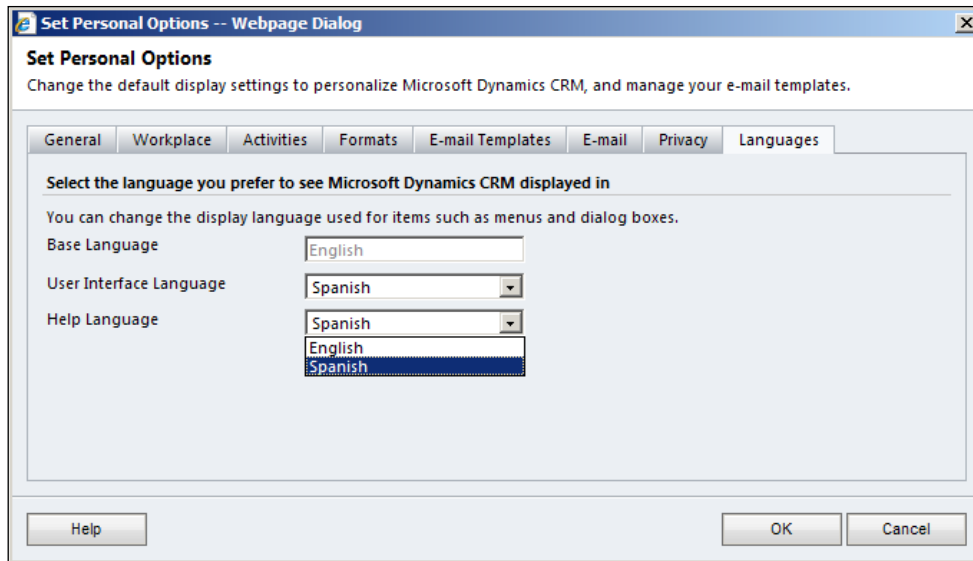 Set Personal Options -- Webpage Dialog
Set Personal Options
Change the default display settings to personalize Microsoft Dynamics CRM, and manage your e-mail templates.
General Workplace Activities Formats E-mail Templates E-mail Privacy Languages
Select the language you prefer to see Microsoft Dynamics CRM displayed in
You can change the display language used for items such as menus and dialog boxes.
Base Language English
User Interface Language Spanish
Help Language Spanish
English
Spanish
Help OK Cancel